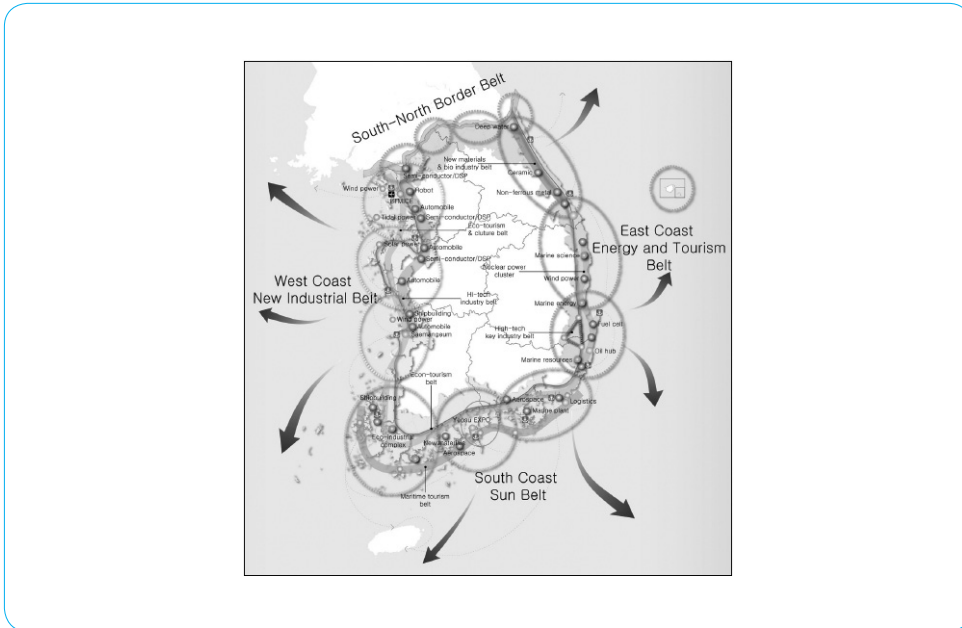 South-North Border Belt
Deep water
New materials
& bio industry belt
Ceramic
Semi-conductor/DSP
Wind power
Robot
Non-ferrous metal
Automobile
Tidal power
Semi-conductor/DSP
Eco-tourism
& cluture belt
East Coast
Energy and Tourism
Belt
Solar power
Automobile
Marine science
Semi-conductor/DSP
Nuclear power
cluster
Wind power
West Coast
New Industrial Belt
Automobile
Hi-tech
industry belt
Marine energy
Shipbuilding
Wind power
Automobile
Saemangeum
High-tech
key industry belt
Fuel cell
Oil hub
Marine resources
Econ-tourism
belt
Shipbuilding
Aerospace
Logistics
Marine plant
Yeosu EXPO
Eco-industrial
complex
New materials
Aerospace
South Coast
Sun Belt
Maritime tourism
belt